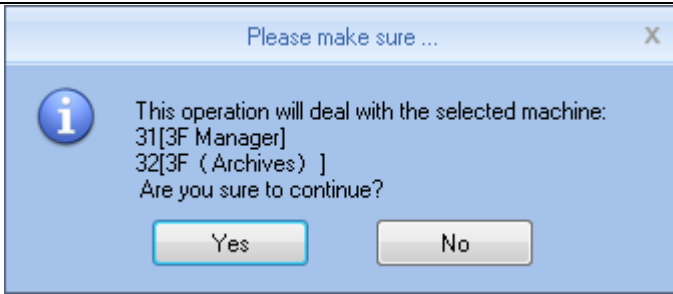 Please make sure ...
X
This operation will deal with the selected machine:
31[3F Manager]
32[3F（Archives）]
Are you sure to continue?
Yes
No